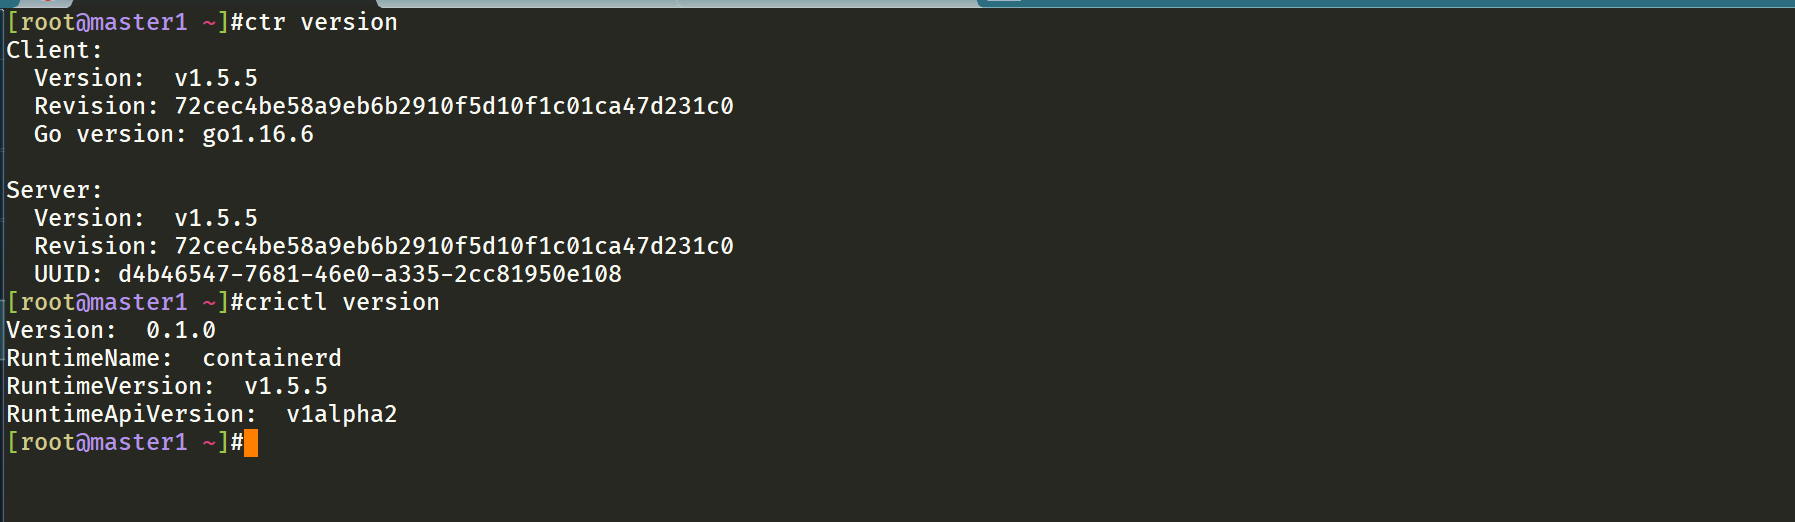 [root@master1 ~]#ctr version
Client:
  Version:  v1.5.5
  Revision: 72cec4be58a9eb6b2910f5d10f1c01ca47d231c0
  Go version: go1.16.6

Server:
  Version:  v1.5.5
  Revision: 72cec4be58a9eb6b2910f5d10f1c01ca47d231c0
  UUID: d4b46547-7681-46e0-a335-2cc81950e108
[root@master1 ~]#crictl version
Version:  0.1.0
RuntimeName:  containerd
RuntimeVersion:  v1.5.5
RuntimeApiVersion:  v1alpha2
[root@master1 ~]#